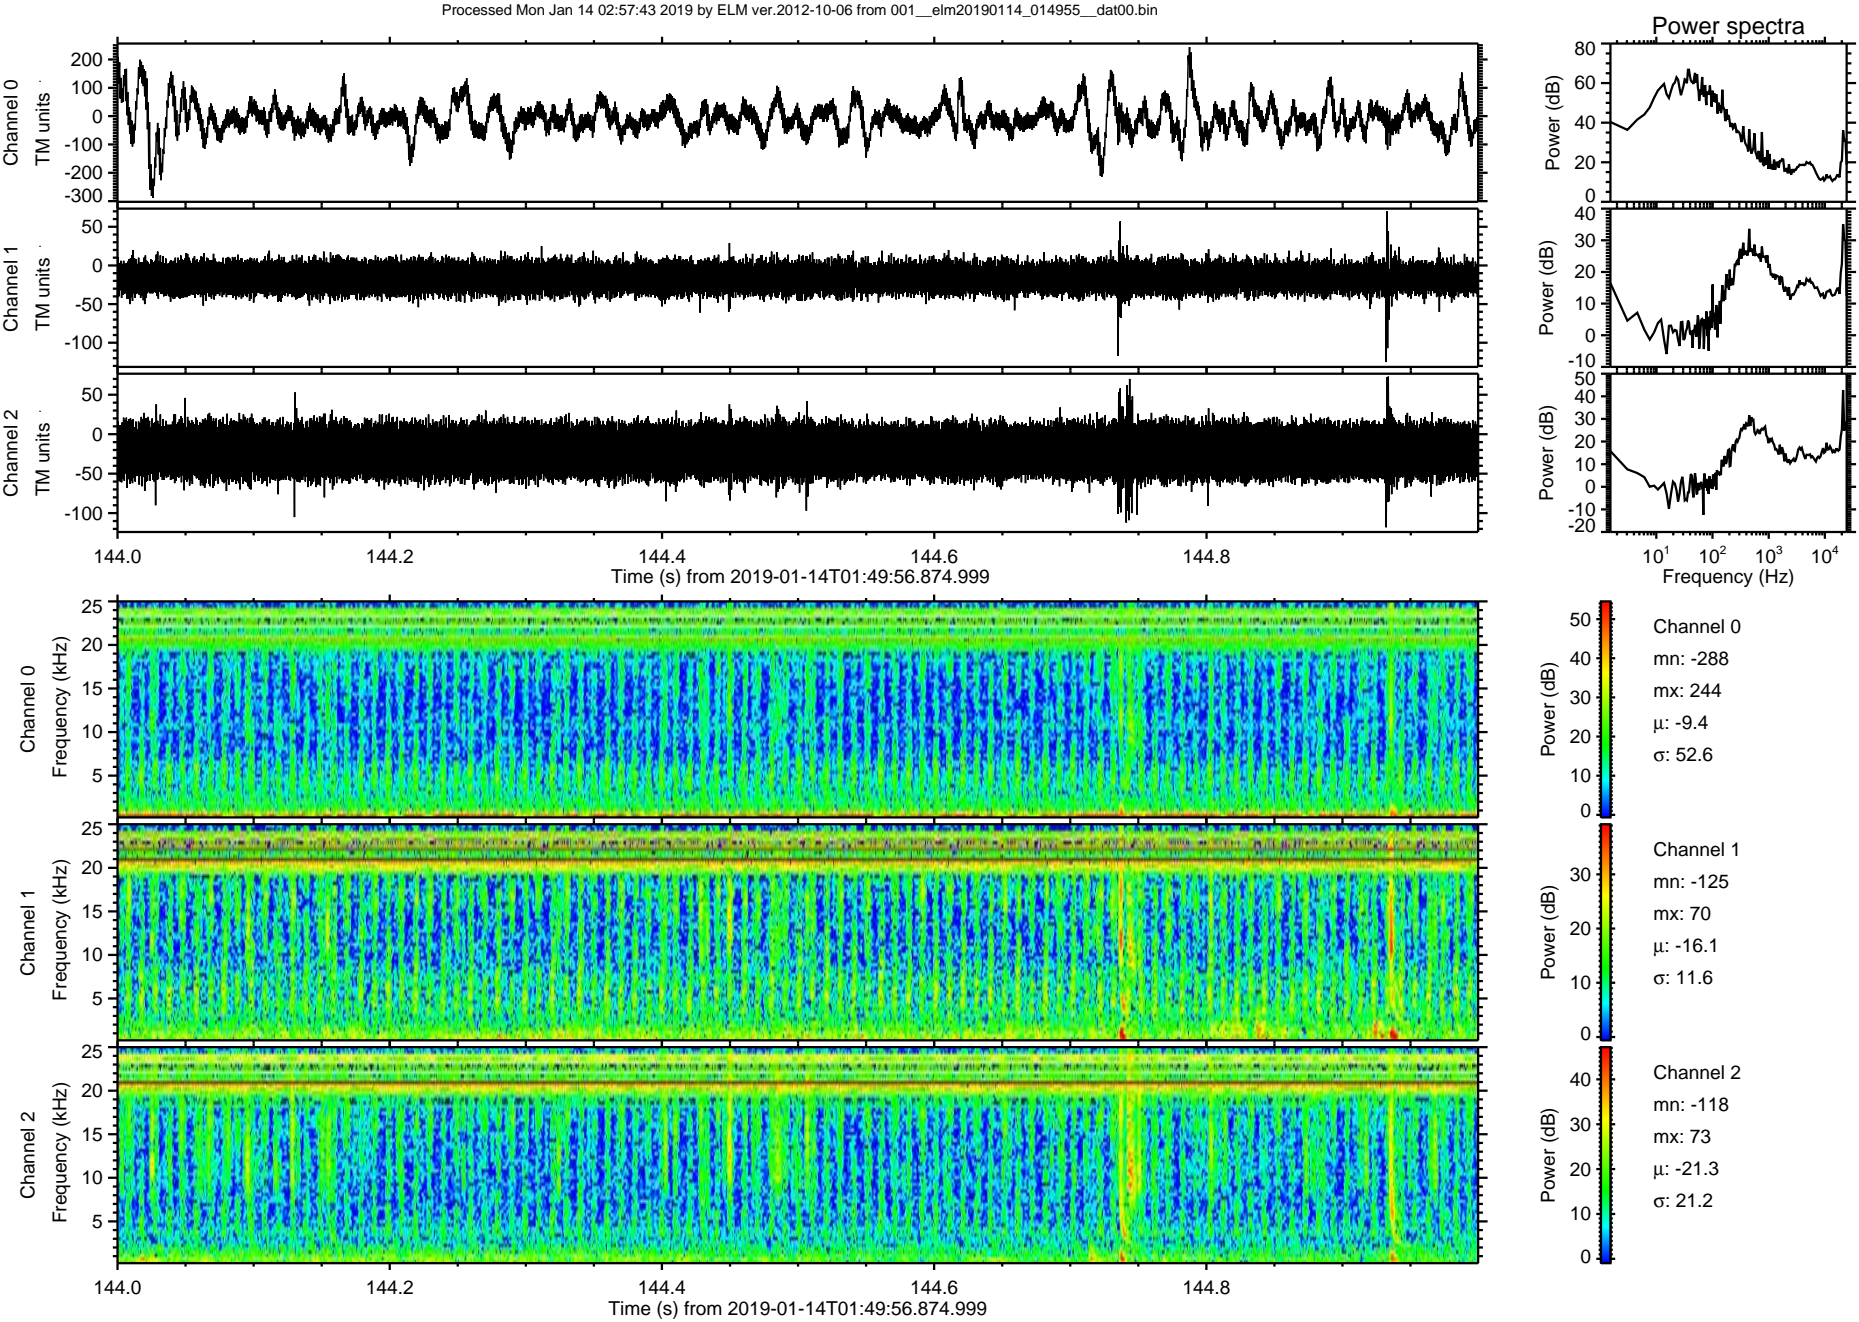 Processed Mon Jan 14 02:57:43 2019 by ELM ver.2012-10-06 from 001__elm20190114_014955__dat00.bin
Power spectra
Channel 0
TM units
200
100
0
-100
-200
-300
Power (dB)
80
60
40
20
0
Channel 1
TM units
50
0
-50
-100
Power (dB)
40
30
20
10
0
-10
Channel 2
TM units
50
0
-50
-100
Power (dB)
50
40
30
20
10
0
-10
-20
144.0 144.2 144.4 144.6 144.8
Time (s) from 2019-01-14T01:49:56.874.999
10¹ 10² 10³ 10⁴
Frequency (Hz)
Channel 0
Frequency (kHz)
25
20
15
10
5
Power (dB)
50
40
30
20
10
0
Channel 0
mn: -288
mx: 244
μ: -9.4
σ: 52.6
Channel 1
Frequency (kHz)
25
20
15
10
5
Power (dB)
30
20
10
0
Channel 1
mn: -125
mx: 70
μ: -16.1
σ: 11.6
Channel 2
Frequency (kHz)
25
20
15
10
5
Power (dB)
40
30
20
10
0
Channel 2
mn: -118
mx: 73
μ: -21.3
σ: 21.2
144.0 144.2 144.4 144.6 144.8
Time (s) from 2019-01-14T01:49:56.874.999